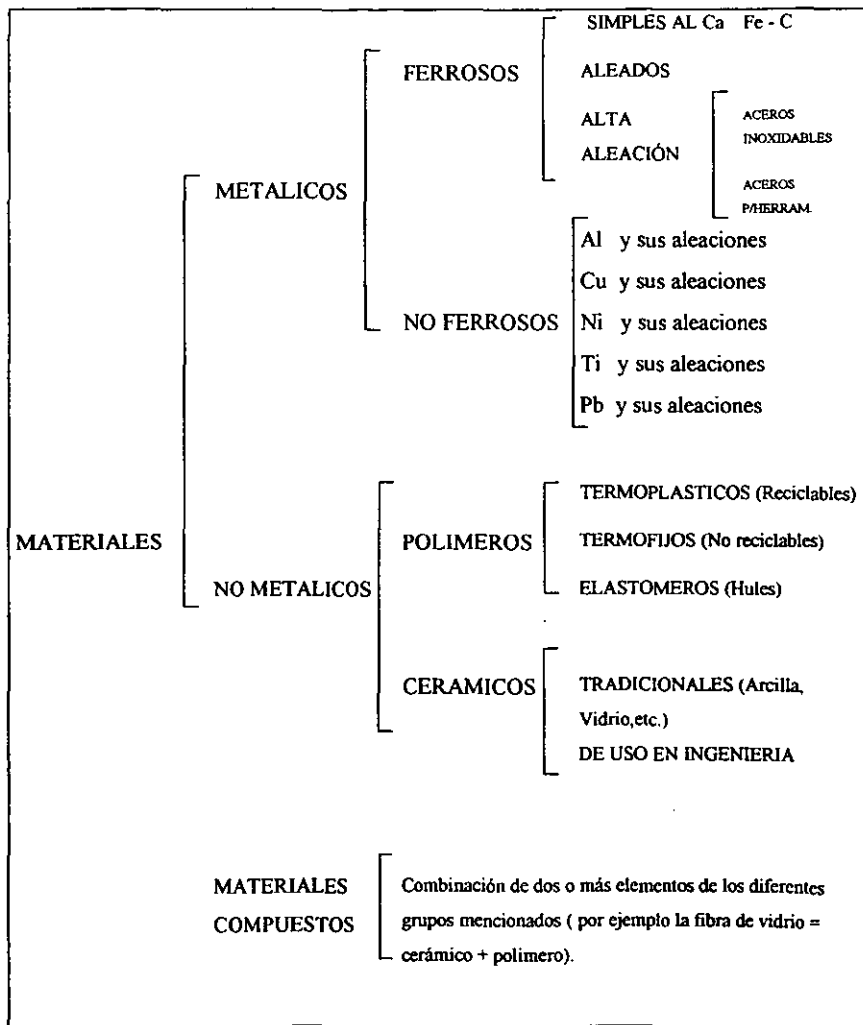 SIMPLES AL Ca Fe - C
FERROSOS
ALEADOS
ALTA
ALEACIÓN
ACEROS
INOXIDABLES
ACEROS
P/HERRAM.
METALICOS
Al y sus aleaciones
Cu y sus aleaciones
NO FERROSOS
Ni y sus aleaciones
Ti y sus aleaciones
Pb y sus aleaciones
MATERIALES
NO METALICOS
POLIMEROS
TERMOPLASTICOS (Reciclables)
TERMOFIJOS (No reciclables)
ELASTOMEROS (Hules)
CERAMICOS
TRADICIONALES (Arcilla,
Vidrio,etc.)
DE USO EN INGENIERIA
MATERIALES
COMPUESTOS
Combinación de dos o más elementos de los diferentes
grupos mencionados ( por ejemplo la fibra de vidrio =
cerámico + polimero).